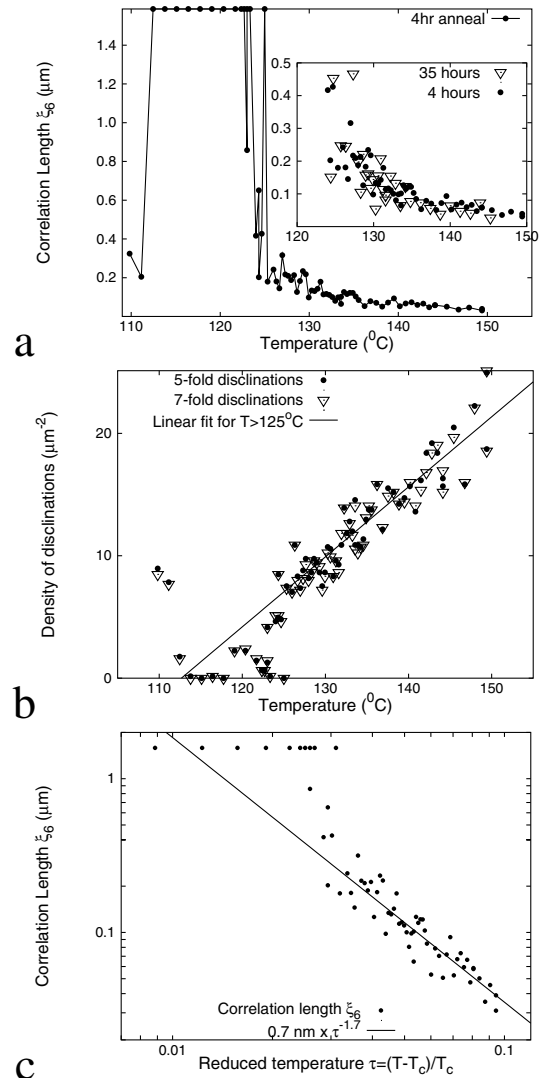 4hr anneal
35 hours
4 hours
0.5
0.4
0.3
0.2
0.1
120 130 140 150
1.4
1.2
1
0.8
0.6
0.4
0.2
Correlation Length ξ₆ (μm)
110 120 130 140 150
Temperature (⁰C)
a
5-fold disclinations
7-fold disclinations
Linear fit for T>125°C
20
10
0
Density of disclinations (μm⁻²)
110 120 130 140 150
Temperature (⁰C)
b
1
0.1
Correlation Length ξ₆ (μm)
Correlation length ξ₆
0.7 nm x τ⁻¹·⁷
0.01 0.1
Reduced temperature τ=(T-T_c)/T_c
c